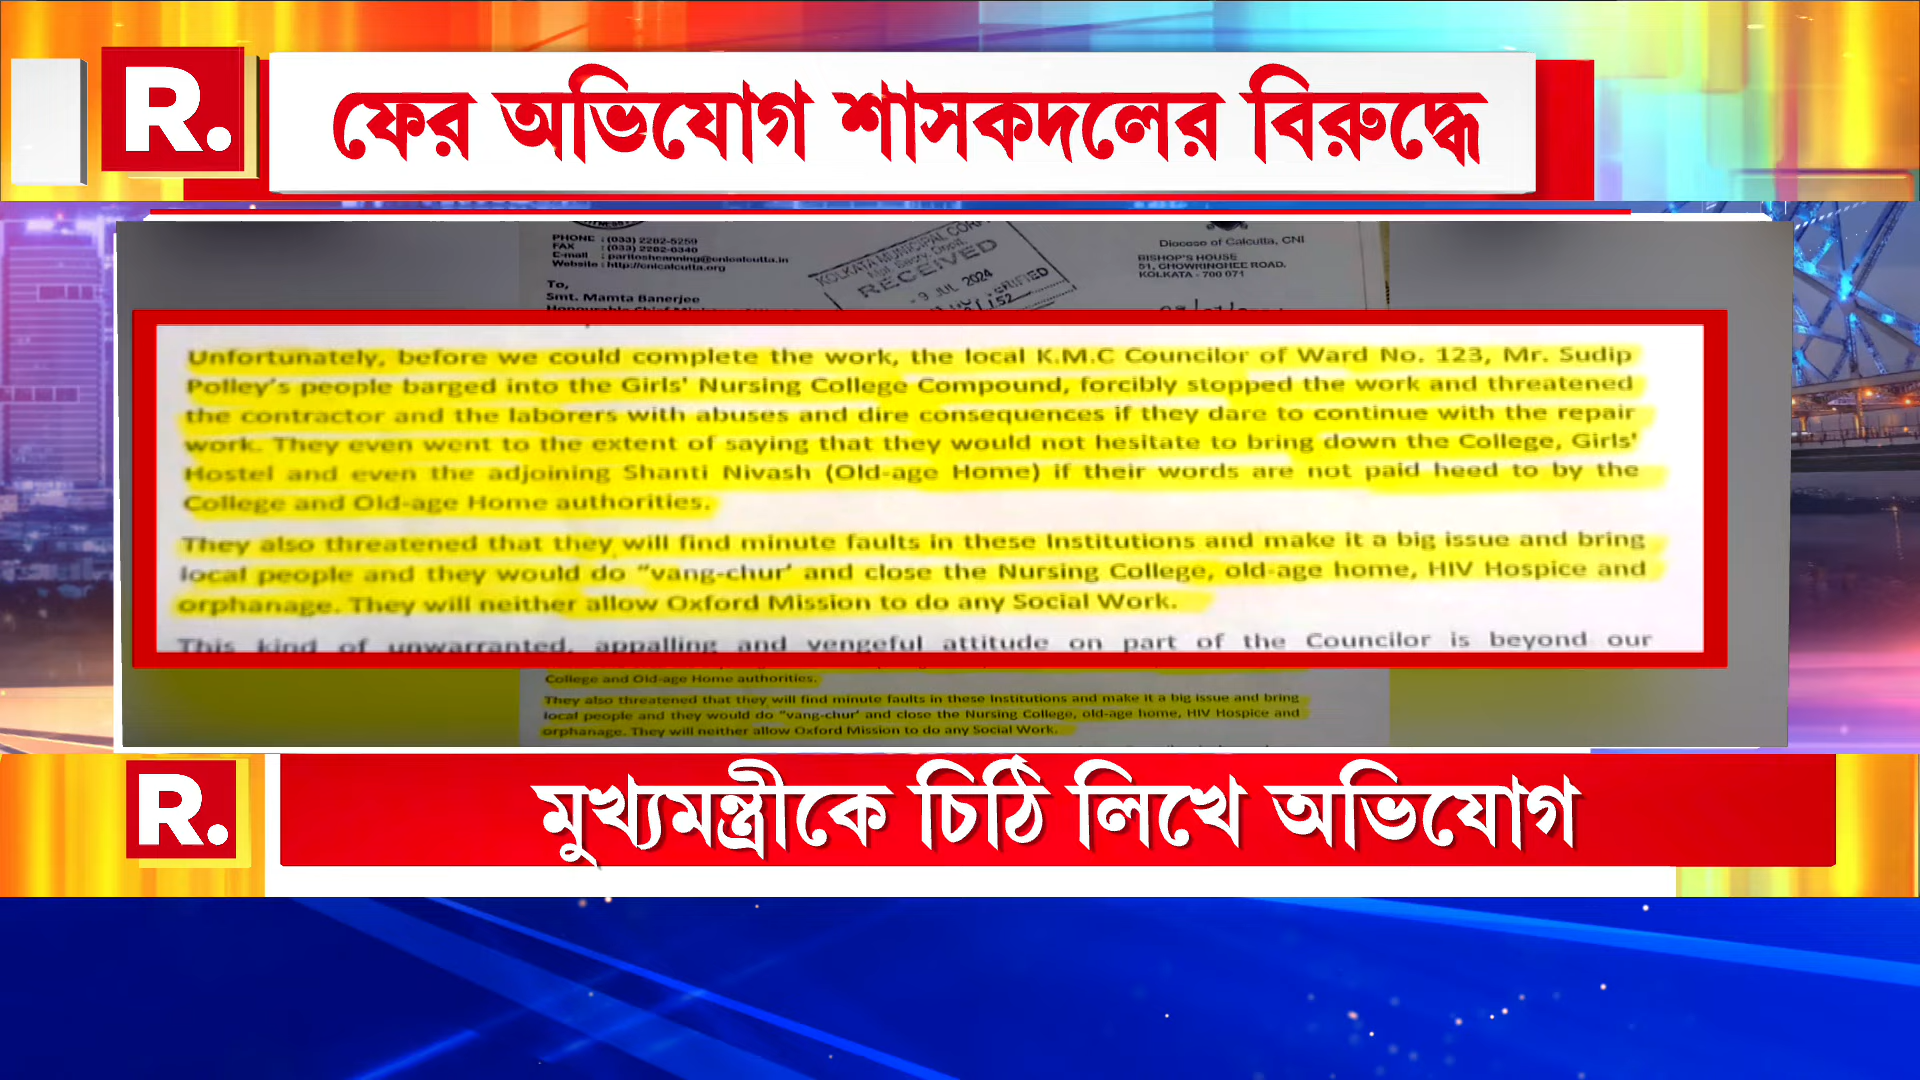 R.
ফের অভিযোগ শাসকদলের বিরুদ্ধে
PHONE : (033) 2282-5259
FAX : (033) 2282-0340
E-mail : paritoshcanning@cnicalcutta.in
Website : http://cnicalcutta.org
KOLKATA MUNICIPAL COR
RECEIVED
9 JUL 2024
Diocese of Calcutta, CNI
BISHOP'S HOUSE
51, CHOWRINGHEE ROAD.
KOLKATA - 700 071
To,
Smt. Mamta Banerjee
Unfortunately, before we could complete the work, the local K.M.C Councilor of Ward No. 123, Mr. Sudip
Polley's people barged into the Girls' Nursing College Compound, forcibly stopped the work and threatened
the contractor and the laborers with abuses and dire consequences if they dare to continue with the repair
work. They even went to the extent of saying that they would not hesitate to bring down the College, Girls'
Hostel and even the adjoining Shanti Nivash (Old-age Home) if their words are not paid heed to by the
College and Old-age Home authorities.
They also threatened that they will find minute faults in these Institutions and make it a big issue and bring
local people and they would do "vang-chur' and close the Nursing College, old-age home, HIV Hospice and
orphanage. They will neither allow Oxford Mission to do any Social Work.
This kind of unwarranted, appalling and vengeful attitude on part of the Councilor is beyond our
College and Old-age Home authorities.
They also threatened that they will find minute faults in these Institutions and make it a big issue and bring
local people and they would do "vang-chur' and close the Nursing College, old-age home, HIV Hospice and
orphanage. They will neither allow Oxford Mission to do any Social Work.
R.
মুখ্যমন্ত্রীকে চিঠি লিখে অভিযোগ